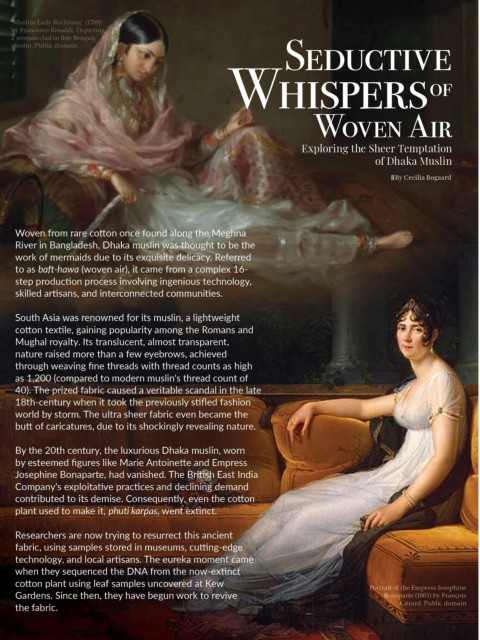 'Muslim Lady Reclining' (1789)
by Francesco Renaldi. Depicting
a woman clad in fine Bengali
muslin. Public domain
SEDUCTIVE
WHISPERS OF
WOVEN AIR
Exploring the Sheer Temptation
of Dhaka Muslin
By Cecilia Bogaard
Woven from rare cotton once found along the Meghna
River in Bangladesh, Dhaka muslin was thought to be the
work of mermaids due to its exquisite delicacy. Referred
to as baft-hawa (woven air), it came from a complex 16-
step production process involving ingenious technology,
skilled artisans, and interconnected communities.
South Asia was renowned for its muslin, a lightweight
cotton textile, gaining popularity among the Romans and
Mughal royalty. Its translucent, almost transparent,
nature raised more than a few eyebrows, achieved
through weaving fine threads with thread counts as high
as 1,200 (compared to modern muslin's thread count of
40). The prized fabric caused a veritable scandal in the late
18th-century when it took the previously stifled fashion
world by storm. The ultra sheer fabric even became the
butt of caricatures, due to its shockingly revealing nature.
By the 20th century, the luxurious Dhaka muslin, worn
by esteemed figures like Marie Antoinette and Empress
Josephine Bonaparte, had vanished. The British East India
Company's exploitative practices and declining demand
contributed to its demise. Consequently, even the cotton
plant used to make it, phuti karpas, went extinct.
Researchers are now trying to resurrect this ancient
fabric, using samples stored in museums, cutting-edge
technology, and local artisans. The eureka moment came
when they sequenced the DNA from the now-extinct
cotton plant using leaf samples uncovered at Kew
Gardens. Since then, they have begun work to revive
the fabric.
Portrait of the Empress Josephine
Bonaparte (1801) by François
Gérard. Public domain